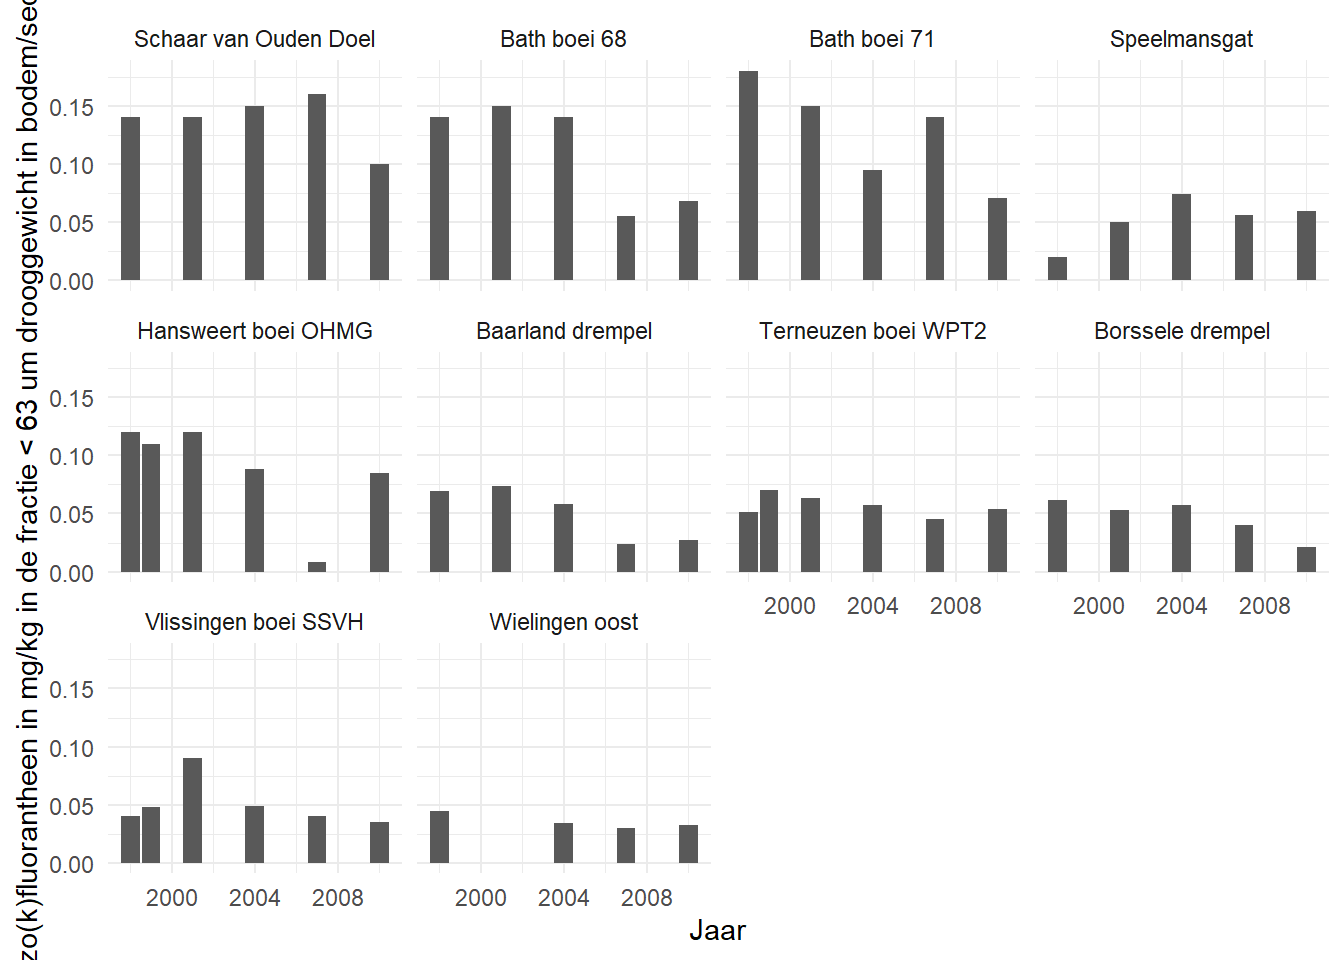 zo(k)fluorantheen in mg/kg in de fractie < 63 um drooggewicht in bodem/sed
Schaar van Ouden Doel Bath boei 68 Bath boei 71 Speelmansgat
0.15
0.10
0.05
0.00
Hansweert boei OHMG Baarland drempel Terneuzen boei WPT2 Borssele drempel
0.15
0.10
0.05
0.00
2000 2004 2008 2000 2004 2008
Vlissingen boei SSVH Wielingen oost
0.15
0.10
0.05
0.00
2000 2004 2008 2000 2004 2008
Jaar